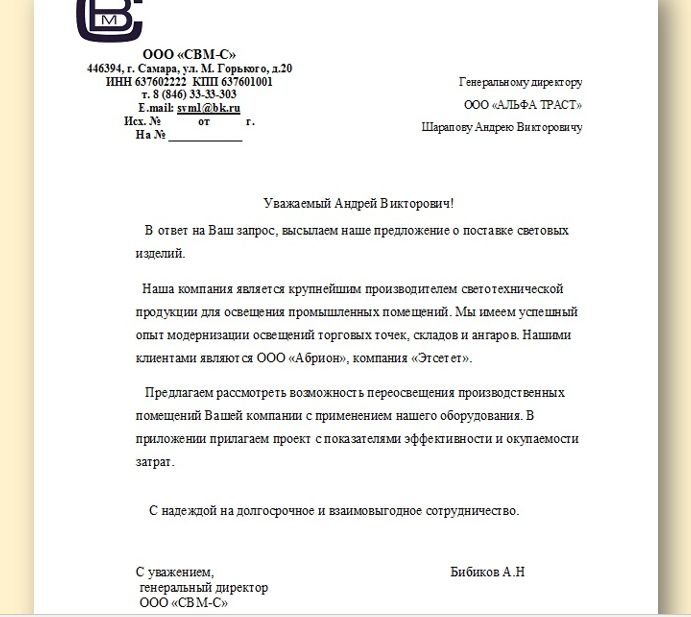 СВМ
ООО «СВМ-С»
446394, г. Самара, ул. М. Горького, д.20
ИНН 637602222 КПП 637601001
т. 8 (846) 33-33-303
E.mail: svml@bk.ru
Исх. № от г.
На № ____________
Генеральному директору
ООО «АЛЬФА ТРАСТ»
Шарапову Андрею Викторовичу
Уважаемый Андрей Викторович!
В ответ на Ваш запрос, высылаем наше предложение о поставке световых
изделий.
Наша компания является крупнейшим производителем светотехнической
продукции для освещения промышленных помещений. Мы имеем успешный
опыт модернизации освещений торговых точек, складов и ангаров. Нашими
клиентами являются ООО «Абрион», компания «Этсетет».
Предлагаем рассмотреть возможность переосвещения производственных
помещений Вашей компании с применением нашего оборудования. В
приложении прилагаем проект с показателями эффективности и окупаемости
затрат.
С надеждой на долгосрочное и взаимовыгодное сотрудничество.
С уважением, Бибиков А.Н
генеральный директор
ООО «СВМ-С»